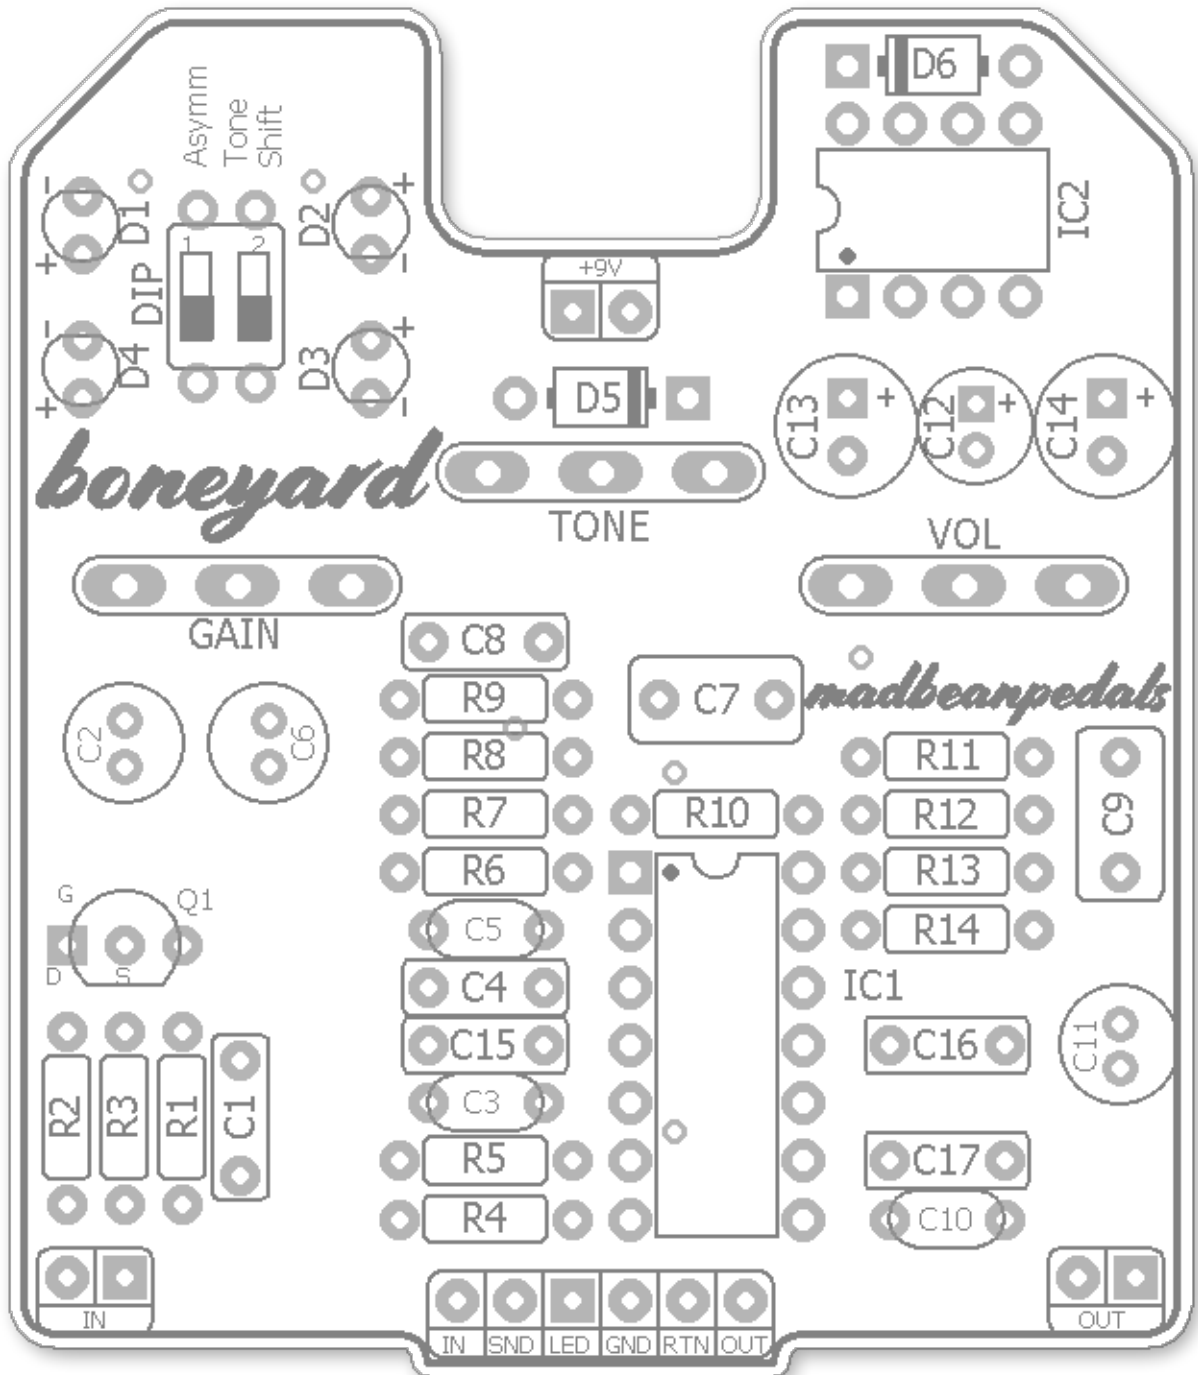 D6
Asymm
Tone
Shift
IC2
- D1
+
D2 +
-
1 2
DIP
+9V
- D4
+
D3 +
-
D5
C13 +
C12 +
C14 +
boneyard
TONE
VOL
GAIN
C8
R9
C7
madbeanpedals
C2
C6
R8
R11
R7
R10
R12
C9
R6
R13
G
Q1
C5
R14
D
S
C4
IC1
C15
C16
C11
R2
R3
R1
C1
C3
R5
C17
R4
C10
IN
OUT
IN SND LED GND RTN OUT